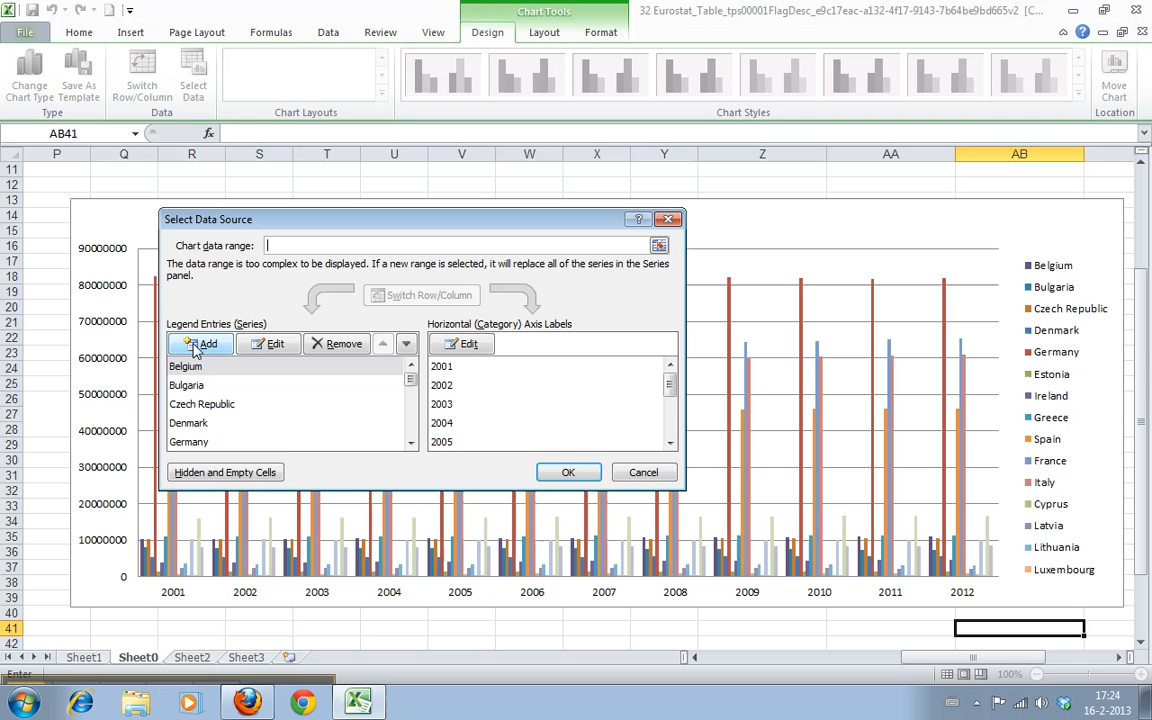 Chart Tools
32 Eurostat_Table_tps00001FlagDesc_e9c17eac-a132-4f17-9143-7b64be9bd665v2 [C...
File Home Insert Page Layout Formulas Data Review View Design Layout Format
Change Chart Type
Save As Template
Switch Row/Column
Select Data
Move Chart
Type Data Chart Layouts Chart Styles Location
AB41 fx
P Q R S T U V W X Y Z AA AB
11
12
13
14
15
16
17
18
19
20
21
22
23
24
25
26
27
28
29
30
31
32
33
34
35
36
37
38
39
40
41
42
90000000
80000000
70000000
60000000
50000000
40000000
30000000
20000000
10000000
0
2001 2002 2003 2004 2005 2006 2007 2008 2009 2010 2011 2012
Belgium
Bulgaria
Czech Republic
Denmark
Germany
Estonia
Ireland
Greece
Spain
France
Italy
Cyprus
Latvia
Lithuania
Luxembourg
Select Data Source
Chart data range:
The data range is too complex to be displayed. If a new range is selected, it will replace all of the series in the Series
panel.
Switch Row/Column
Legend Entries (Series) Horizontal (Category) Axis Labels
Add Edit Remove Edit
Belgium 2001
Bulgaria 2002
Czech Republic 2003
Denmark 2004
Germany 2005
Hidden and Empty Cells OK Cancel
Sheet1 Sheet0 Sheet2 Sheet3
Enter 100%
17:24
16-2-2013